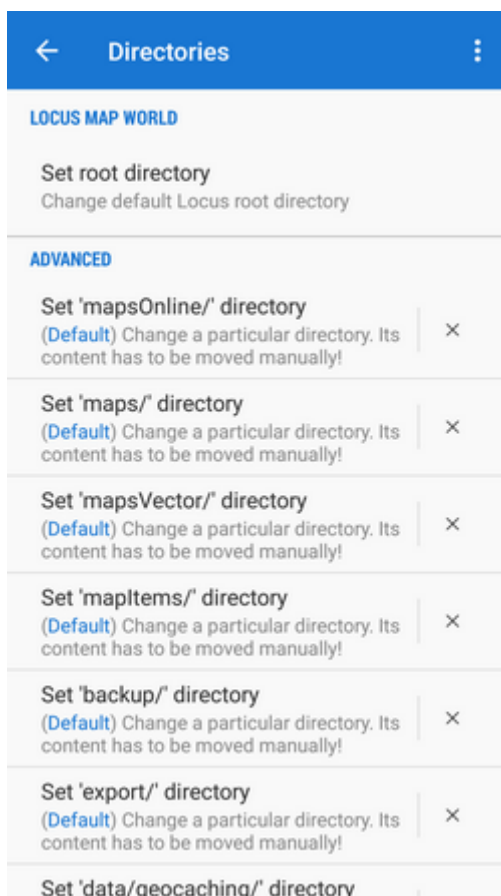 Directories
LOCUS MAP WORLD
Set root directory
Change default Locus root directory
ADVANCED
Set 'mapsOnline/' directory
(Default) Change a particular directory. Its
content has to be moved manually!
Set 'maps/' directory
(Default) Change a particular directory. Its
content has to be moved manually!
Set 'mapsVector/' directory
(Default) Change a particular directory. Its
content has to be moved manually!
Set 'mapItems/' directory
(Default) Change a particular directory. Its
content has to be moved manually!
Set 'backup/' directory
(Default) Change a particular directory. Its
content has to be moved manually!
Set 'export/' directory
(Default) Change a particular directory. Its
content has to be moved manually!
Set 'data/geocaching/' directory